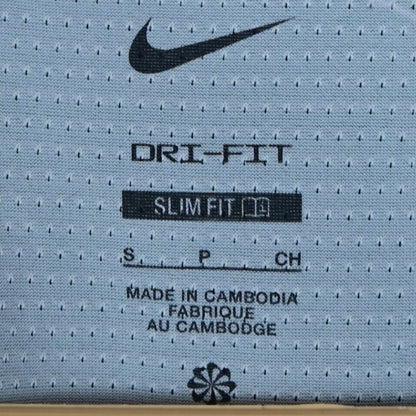 DRI-FIT
SLIM FIT
S P CH
MADE IN CAMBODIA
FABRIQUE
AU CAMBODGE